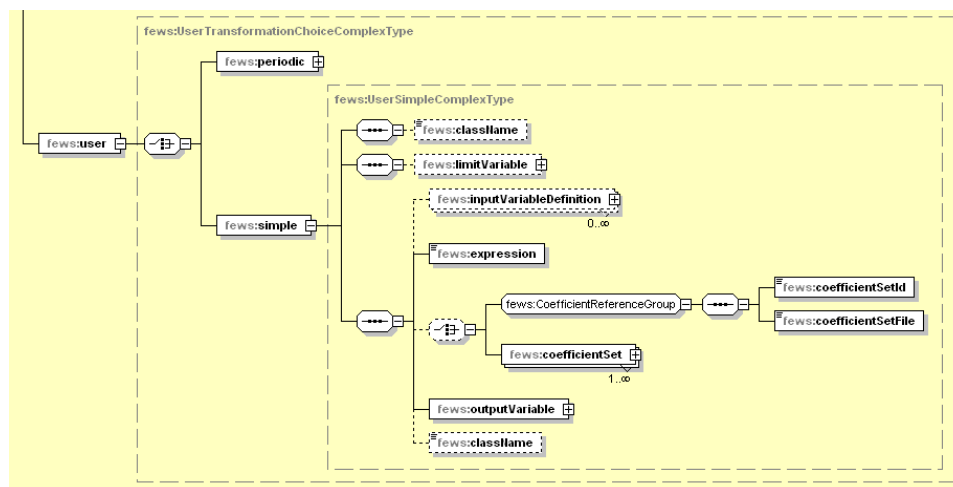 fews:UserTransformationChoiceComplexType
fews:periodic
fews:UserSimpleComplexType
fews:className
fews:user
fews:limitVariable
fews:inputVariableDefinition
fews:simple
0..∞
fews:expression
fews:coefficientSetId
fews:CoefficientReferenceGroup
fews:coefficientSetFile
fews:coefficientSet
1..∞
fews:outputVariable
fews:className